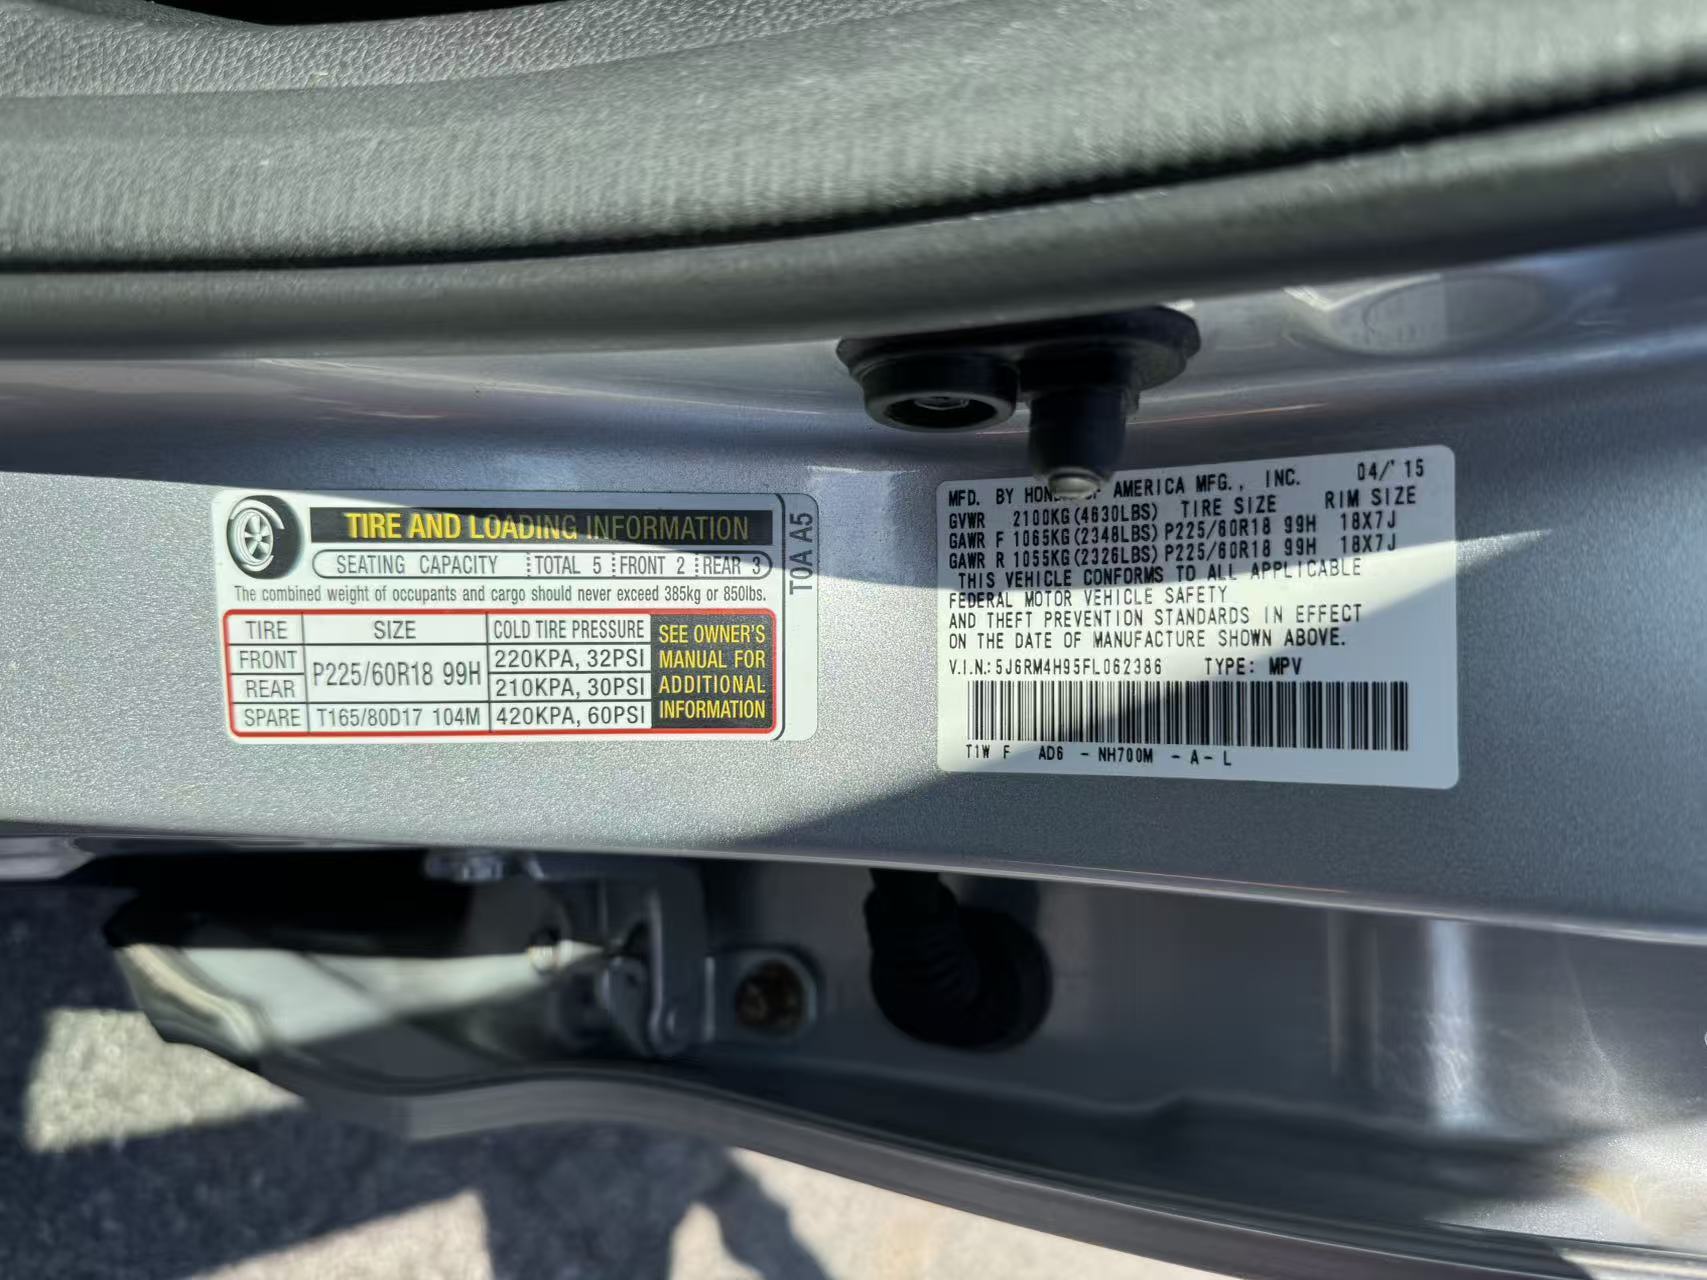 TIRE AND LOADING INFORMATION
SEATING CAPACITY TOTAL 5 FRONT 2 REAR 3
The combined weight of occupants and cargo should never exceed 385kg or 850lbs.
TIRE SIZE COLD TIRE PRESSURE
FRONT P225/60R18 99H 220KPA, 32PSI
REAR 210KPA, 30PSI
SPARE T165/80D17 104M 420KPA, 60PSI
SEE OWNER'S
MANUAL FOR
ADDITIONAL
INFORMATION
T0A A5
MFD. BY OF AMERICA MFG., INC. 04/'15
GVWR 2100KG(4630LBS) TIRE SIZE RIM SIZE
GAWR F 1065KG(2348LBS) P225/60R18 99H 18X7J
GAWR R 1055KG(2326LBS) P225/60R18 99H 18X7J
THIS VEHICLE CONFORMS TO ALL APPLICABLE
FEDERAL MOTOR VEHICLE SAFETY
AND THEFT PREVENTION STANDARDS IN EFFECT
ON THE DATE OF MANUFACTURE SHOWN ABOVE.
V.I.N.: 5J6RM4H95FL062386 TYPE: MPV
T1W F AD6 - NH700M - A - L